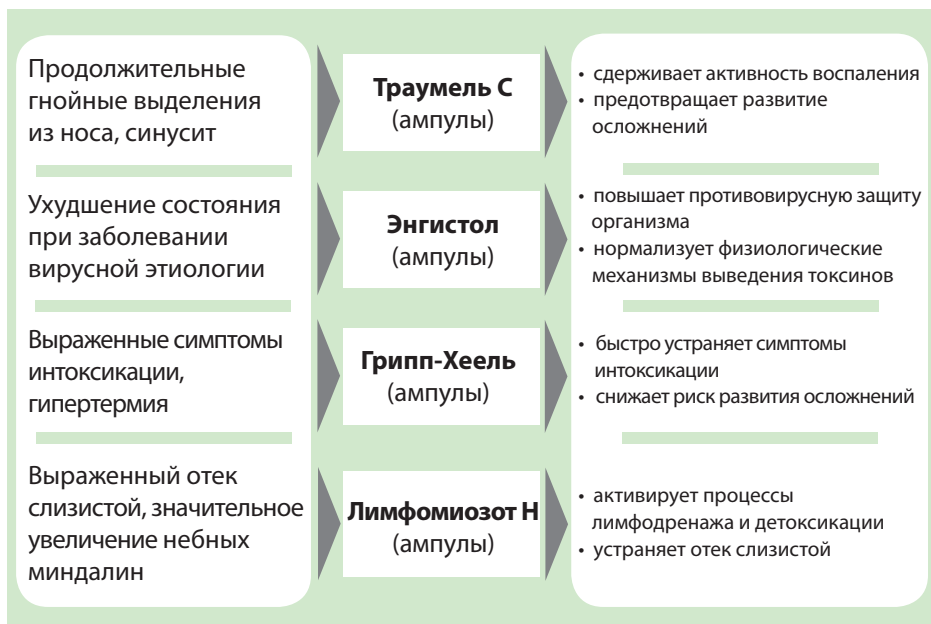 Продолжительные
гнойные выделения
из носа, синусит
Траумель С
(ампулы)
• сдерживает активность воспаления
• предотвращает развитие
осложнений
Ухудшение состояния
при заболевании
вирусной этиологии
Энгистол
(ампулы)
• повышает противовирусную защиту
организма
• нормализует физиологические
механизмы выведения токсинов
Выраженные симптомы
интоксикации,
гипертермия
Грипп-Хеель
(ампулы)
• быстро устраняет симптомы
интоксикации
• снижает риск развития осложнений
Выраженный отек
слизистой, значительное
увеличение небных
миндалин
Лимфомиозот Н
(ампулы)
• активирует процессы
лимфодренажа и детоксикации
• устраняет отек слизистой